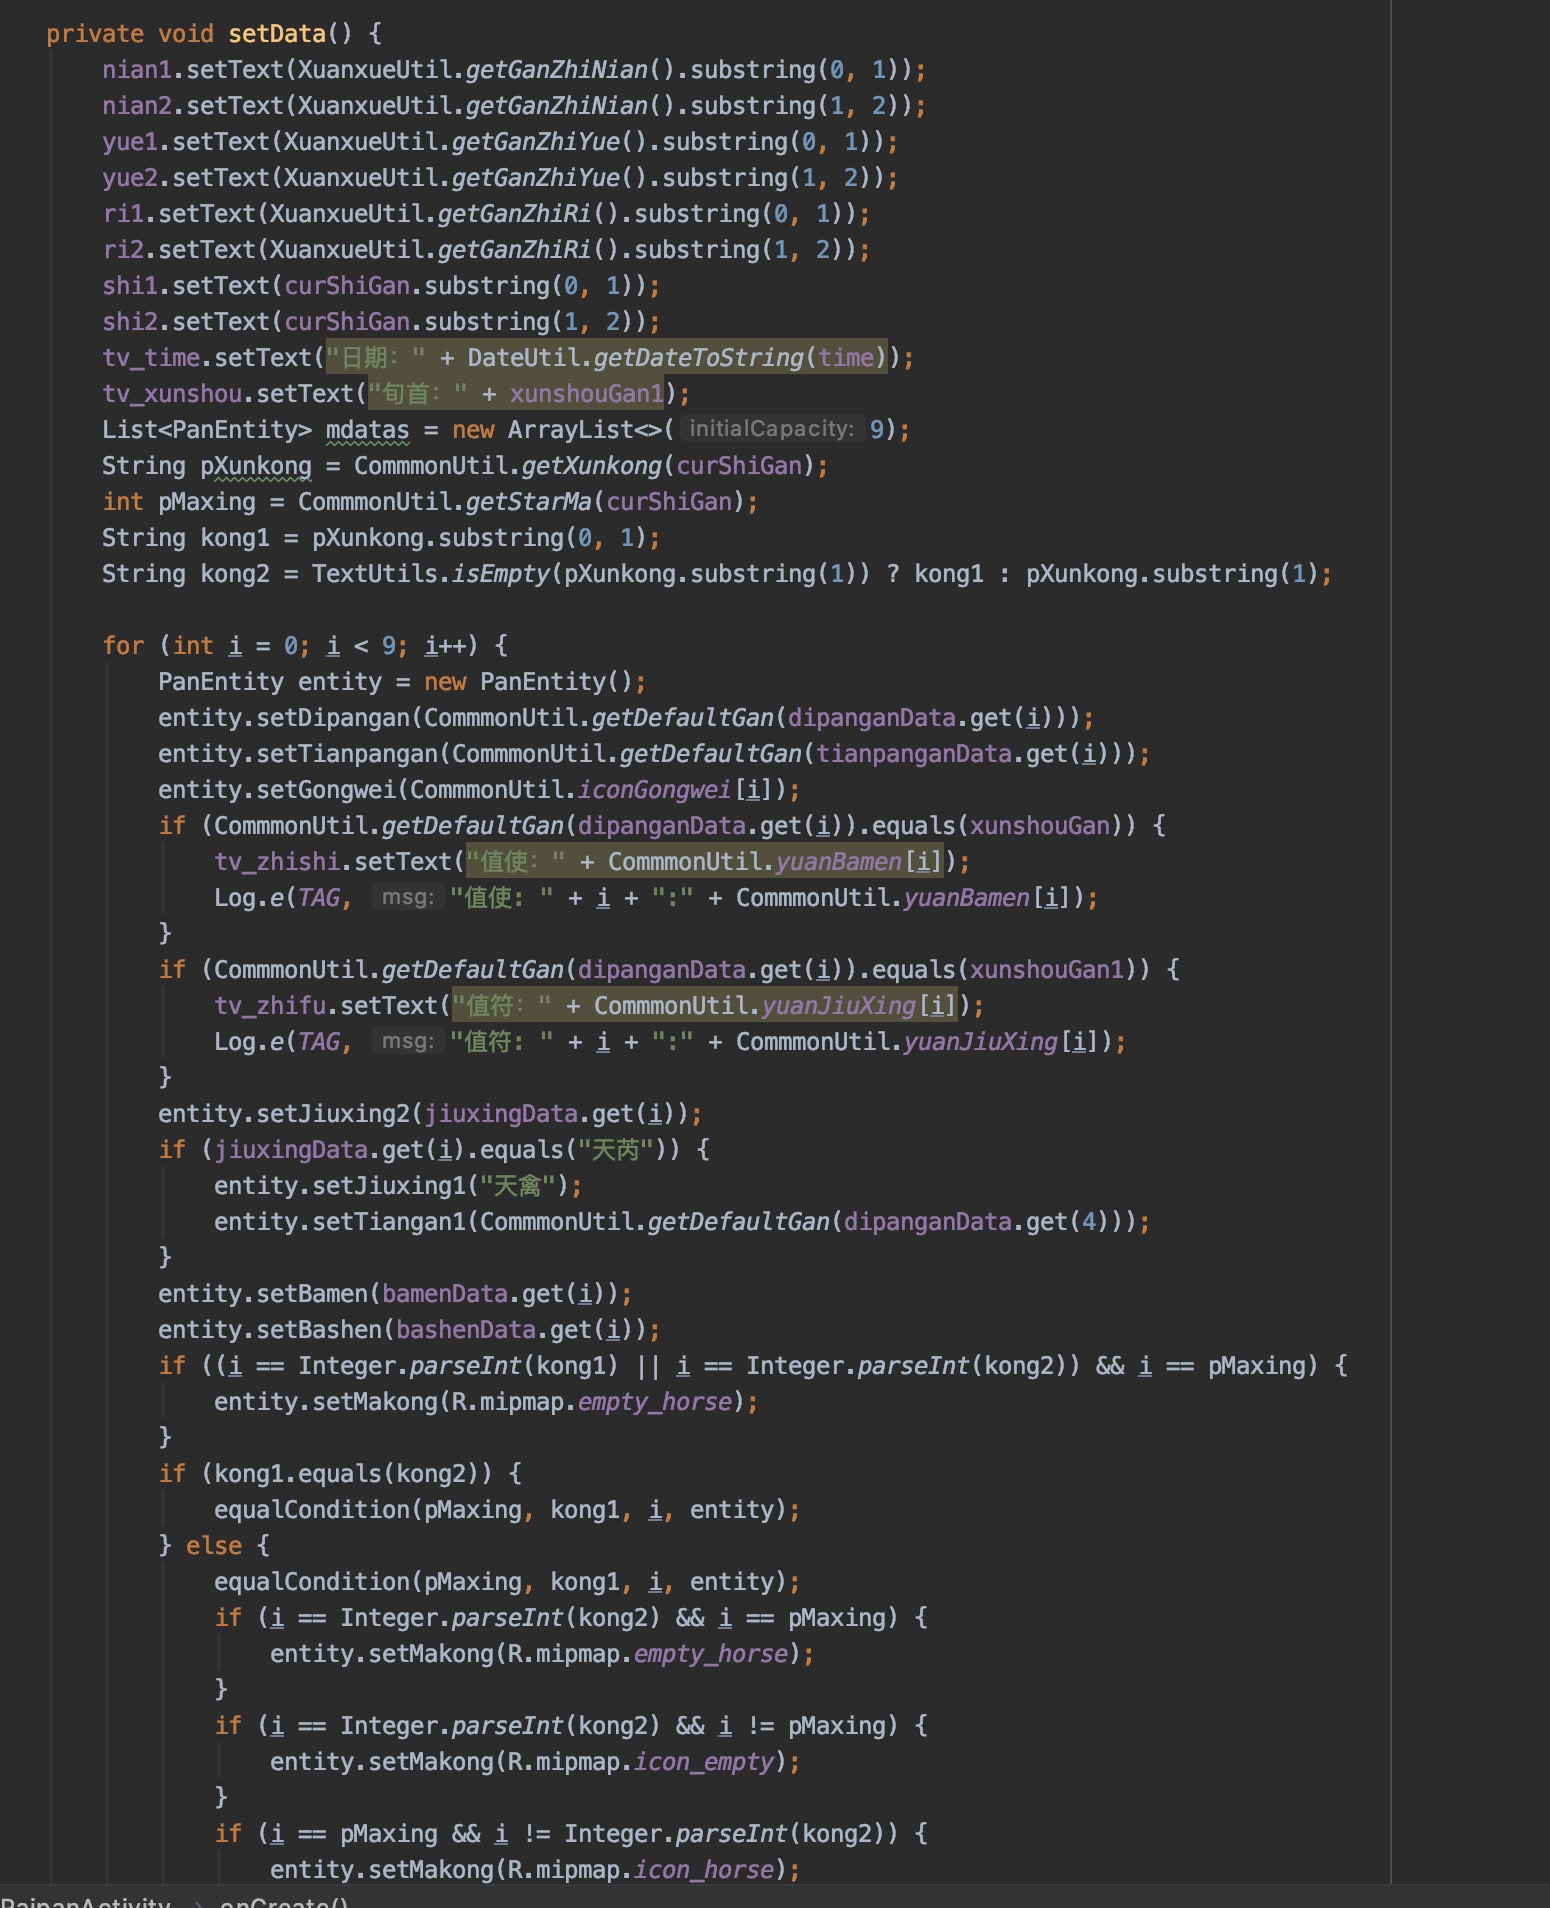 private void setData() {
nian1.setText(XuanxueUtil.getGanZhiNian().substring(0, 1));
nian2.setText(XuanxueUtil.getGanZhiNian().substring(1, 2));
yue1.setText(XuanxueUtil.getGanZhiYue().substring(0, 1));
yue2.setText(XuanxueUtil.getGanZhiYue().substring(1, 2));
ri1.setText(XuanxueUtil.getGanZhiRi().substring(0, 1));
ri2.setText(XuanxueUtil.getGanZhiRi().substring(1, 2));
shi1.setText(curShiGan.substring(0, 1));
shi2.setText(curShiGan.substring(1, 2));
tv_time.setText("日期：" + DateUtil.getDateToString(time));
tv_xunshou.setText("旬首：" + xunshouGan1);
List<PanEntity> mdatas = new ArrayList<>( initialCapacity: 9);
String pXunkong = CommmonUtil.getXunkong(curShiGan);
int pMaxing = CommmonUtil.getStarMa(curShiGan);
String kong1 = pXunkong.substring(0, 1);
String kong2 = TextUtils.isEmpty(pXunkong.substring(1)) ? kong1 : pXunkong.substring(1);
for (int i = 0; i < 9; i++) {
PanEntity entity = new PanEntity();
entity.setDipangan(CommmonUtil.getDefaultGan(dipanganData.get(i)));
entity.setTianpangan(CommmonUtil.getDefaultGan(tianpanganData.get(i)));
entity.setGongwei(CommmonUtil.iconGongwei[i]);
if (CommmonUtil.getDefaultGan(dipanganData.get(i)).equals(xunshouGan)) {
tv_zhishi.setText("值使：" + CommmonUtil.yuanBamen[i]);
Log.e(TAG, msg: "值使: " + i + ":" + CommmonUtil.yuanBamen[i]);
}
if (CommmonUtil.getDefaultGan(dipanganData.get(i)).equals(xunshouGan1)) {
tv_zhifu.setText("值符：" + CommmonUtil.yuanJiuXing[i]);
Log.e(TAG, msg: "值符: " + i + ":" + CommmonUtil.yuanJiuXing[i]);
}
entity.setJiuxing2(jiuxingData.get(i));
if (jiuxingData.get(i).equals("天芮")) {
entity.setJiuxing1("天禽");
entity.setTiangan1(CommmonUtil.getDefaultGan(dipanganData.get(4)));
}
entity.setBamen(bamenData.get(i));
entity.setBashen(bashenData.get(i));
if ((i == Integer.parseInt(kong1) || i == Integer.parseInt(kong2)) && i == pMaxing) {
entity.setMakong(R.mipmap.empty_horse);
}
if (kong1.equals(kong2)) {
equalCondition(pMaxing, kong1, i, entity);
} else {
equalCondition(pMaxing, kong1, i, entity);
if (i == Integer.parseInt(kong2) && i == pMaxing) {
entity.setMakong(R.mipmap.empty_horse);
}
if (i == Integer.parseInt(kong2) && i != pMaxing) {
entity.setMakong(R.mipmap.icon_empty);
}
if (i == pMaxing && i != Integer.parseInt(kong2)) {
entity.setMakong(R.mipmap.icon_horse);
PaipanActivity > onCreate()